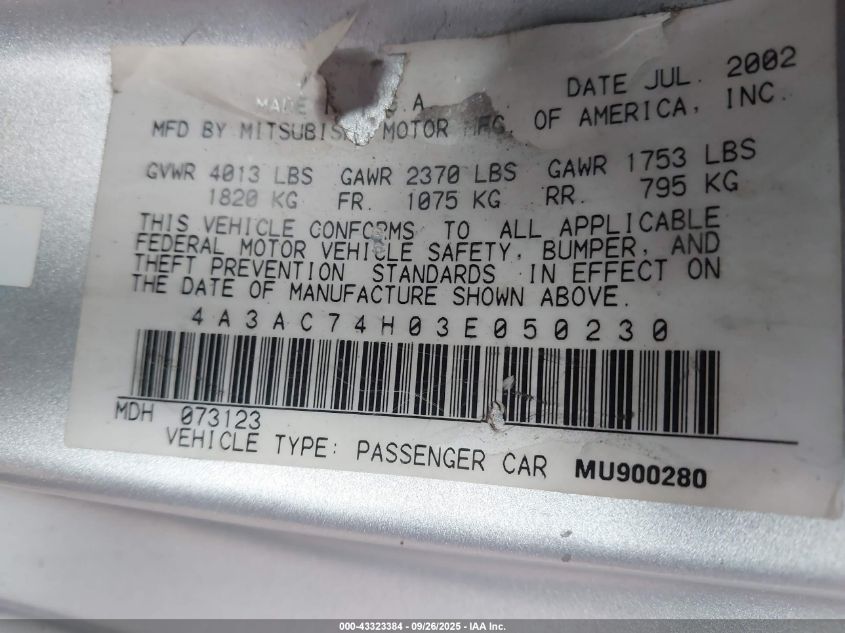 MADE U.S.A.
DATE JUL. 2002
MFD BY MITSUBISHI MOTOR MFG. OF AMERICA, INC.
GVWR 4013 LBS GAWR 2370 LBS GAWR 1753 LBS
1820 KG FR. 1075 KG RR. 795 KG
THIS VEHICLE CONFORMS TO ALL APPLICABLE
FEDERAL MOTOR VEHICLE SAFETY, BUMPER, AND
THEFT PREVENTION STANDARDS IN EFFECT ON
THE DATE OF MANUFACTURE SHOWN ABOVE.
4A3AC74H03E050230
MDH 073123
VEHICLE TYPE: PASSENGER CAR MU900280
000-43323384 - 09/26/2025 - IAA Inc.